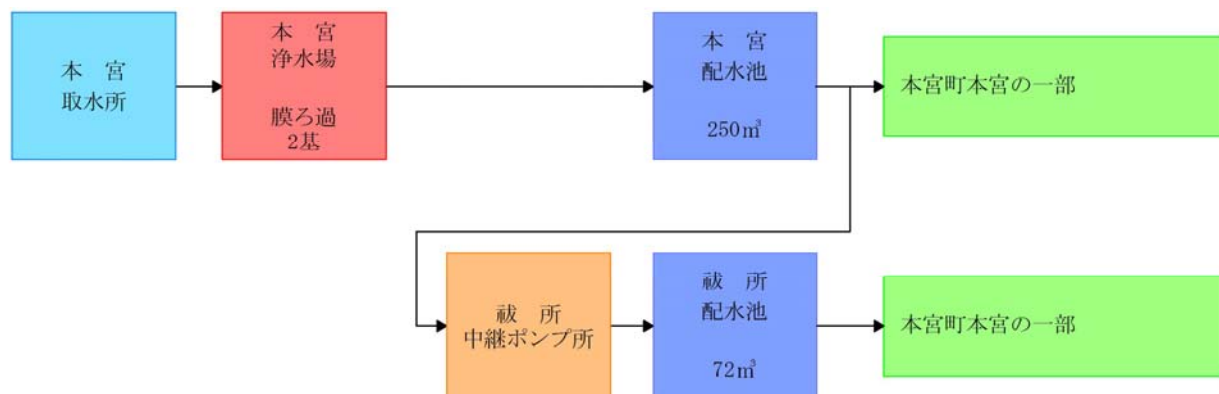 本　宮
取水所
本　宮
浄水場
膜ろ過
2基
本　宮
配水池
250㎥
本宮町本宮の一部
祓　所
中継ポンプ所
祓　所
配水池
72㎥
本宮町本宮の一部